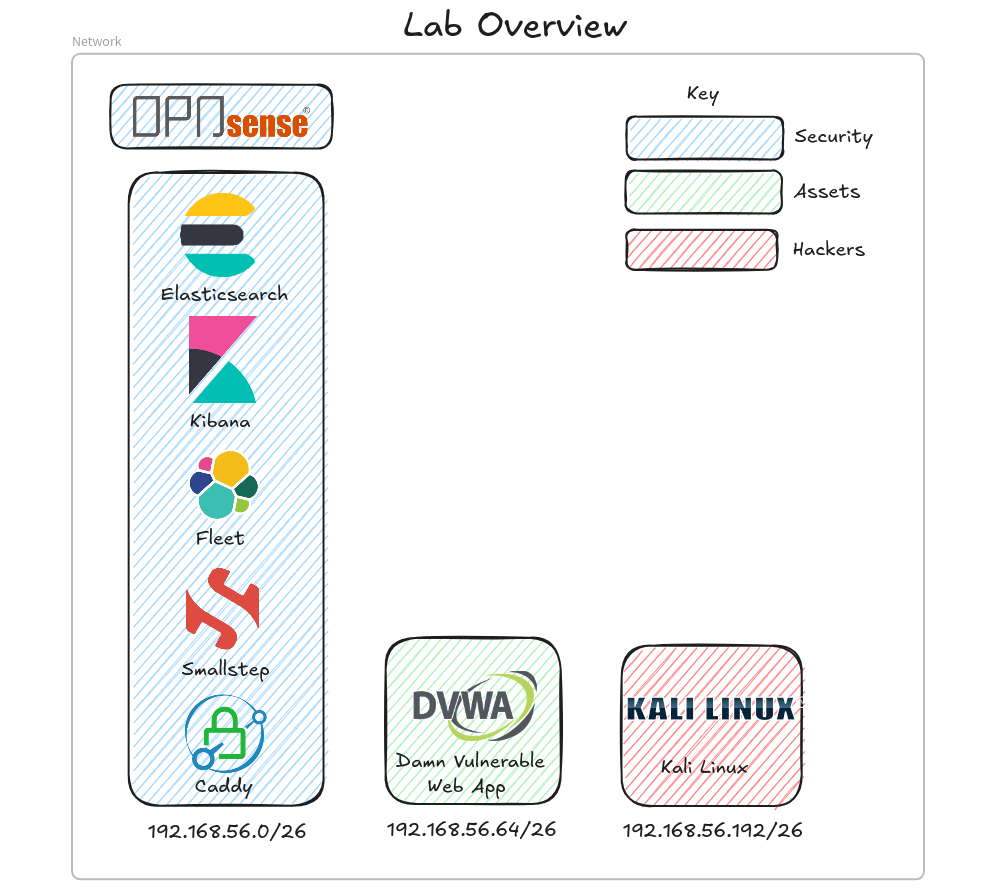 Lab Overview
Network
OPNsense®
Key
Security
Assets
Hackers
Elasticsearch
Kibana
Fleet
Smallstep
Caddy
192.168.56.0/26
DVWA
Damn Vulnerable
Web App
192.168.56.64/26
KALI LINUX
Kali Linux
192.168.56.192/26